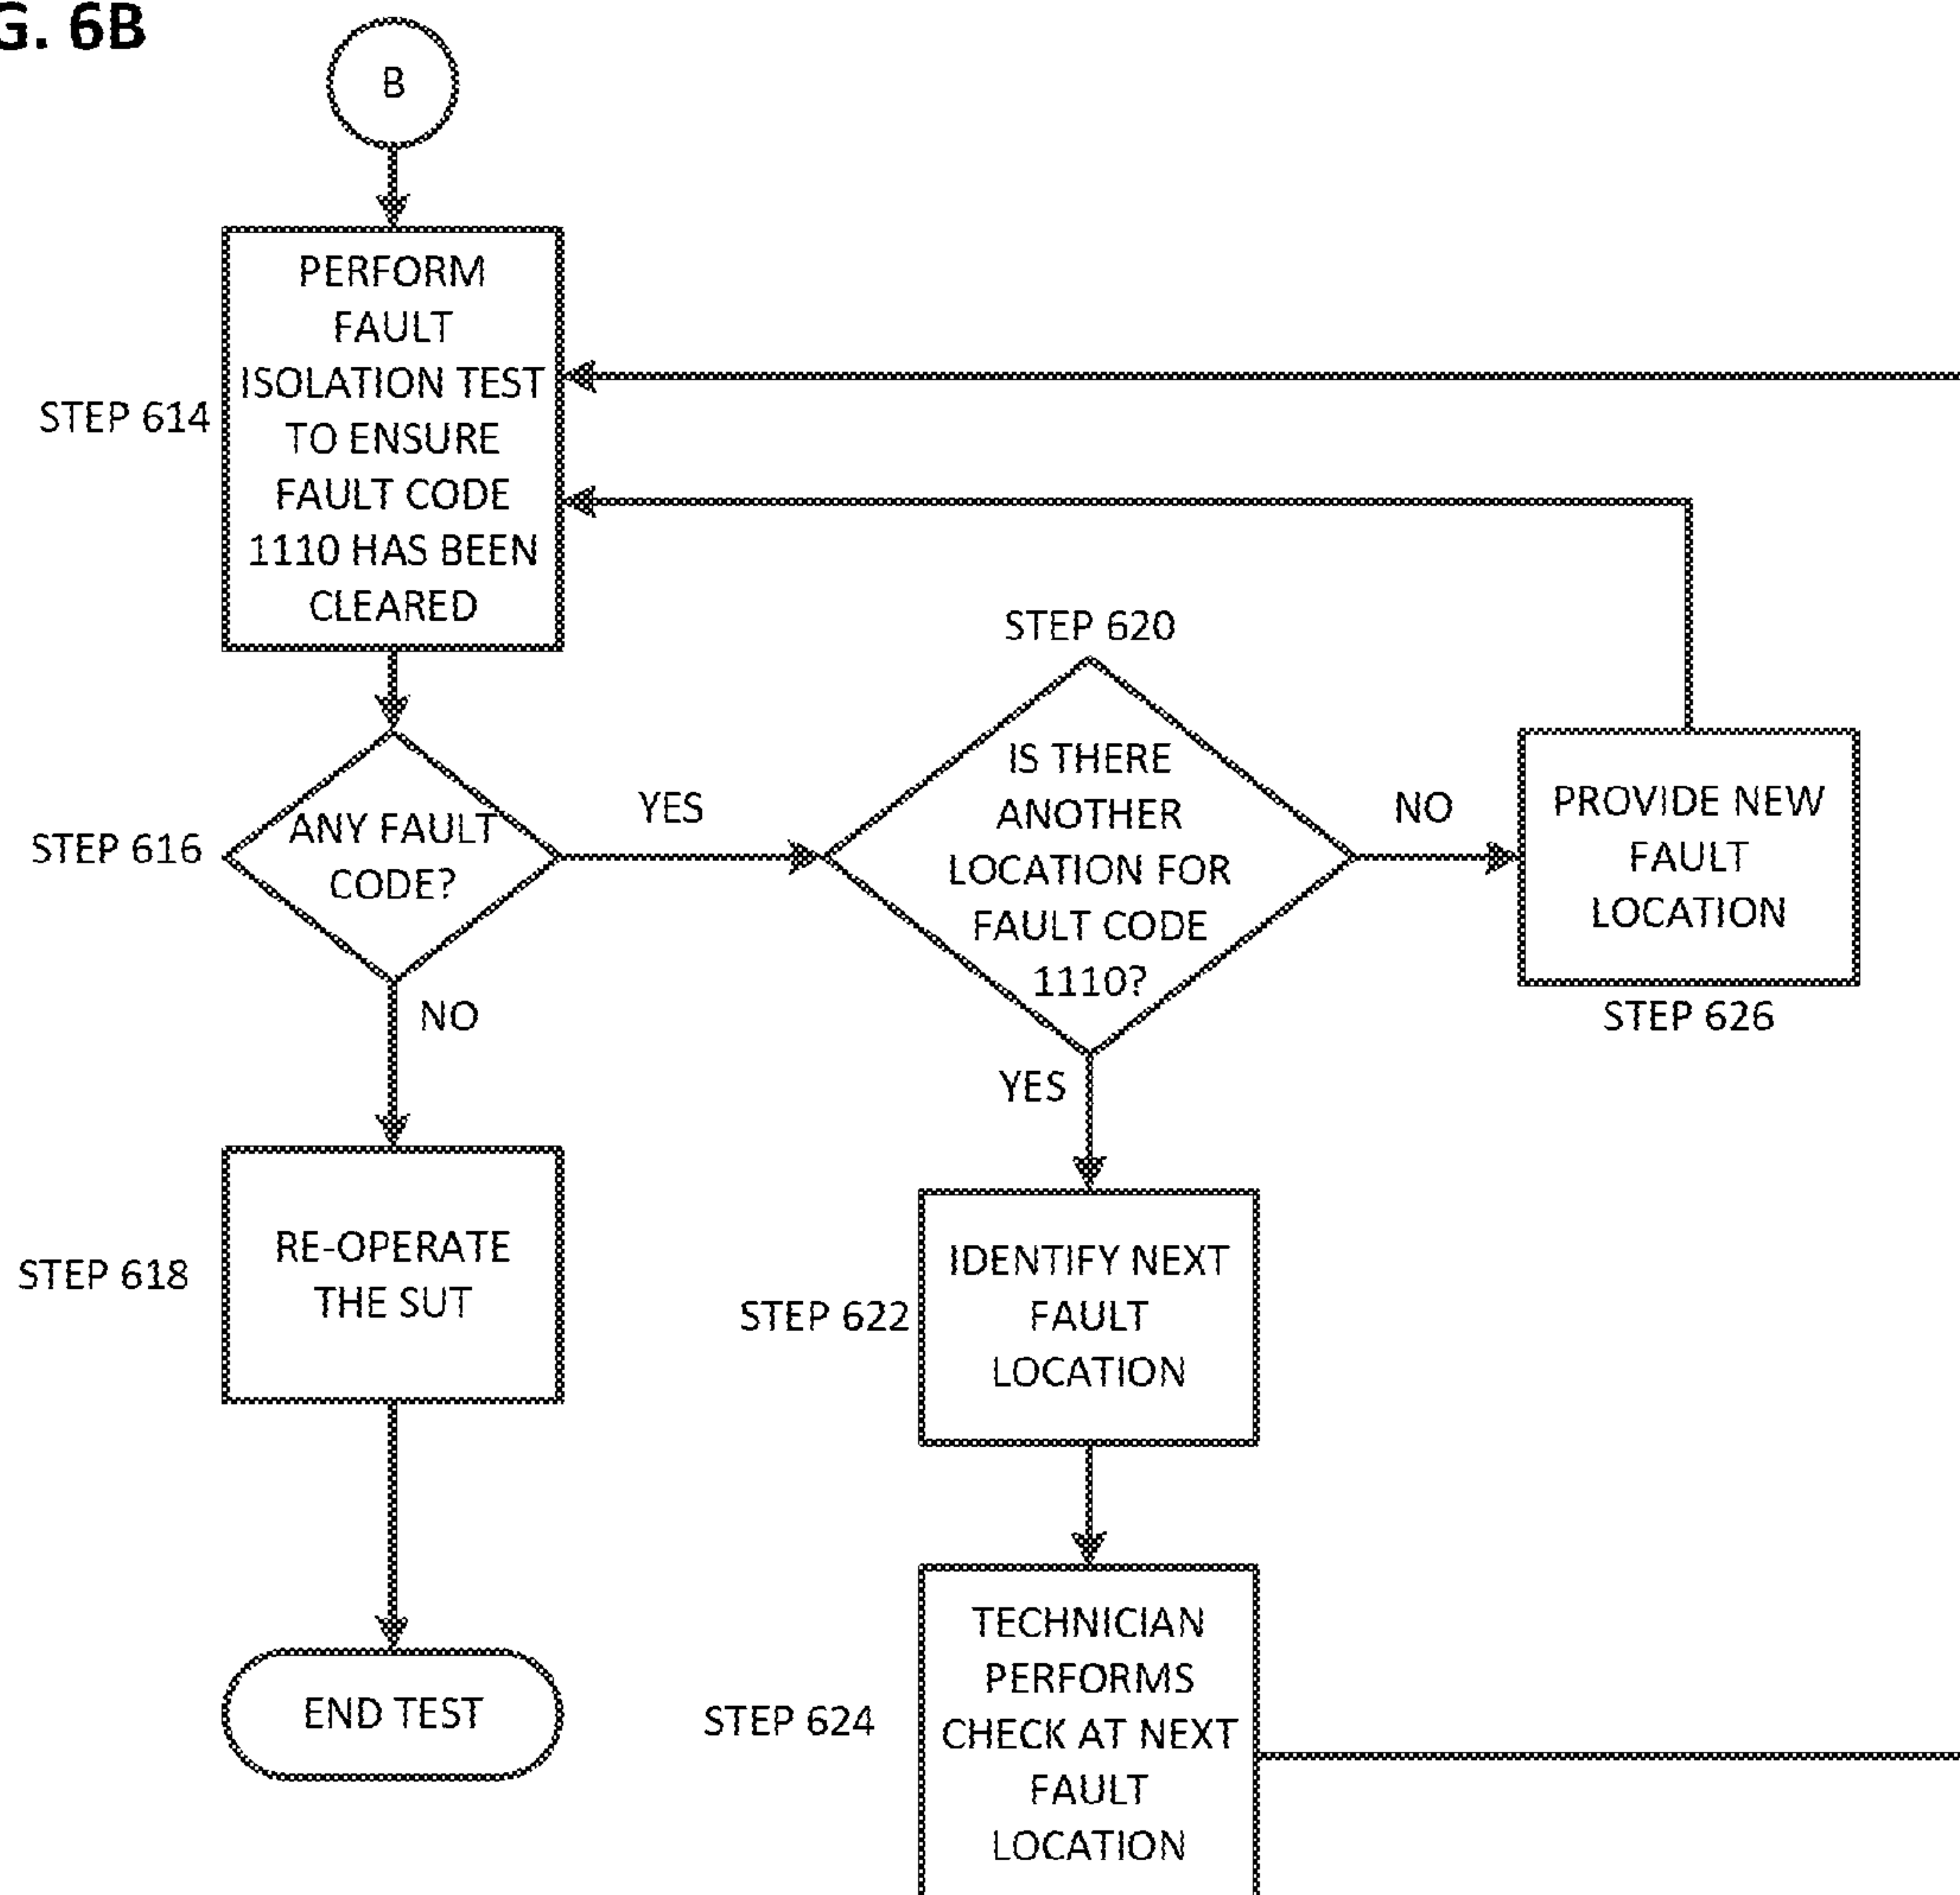 G. 6B
B
PERFORM
FAULT
ISOLATION TEST
TO ENSURE
FAULT CODE
1110 HAS BEEN
CLEARED
STEP 614
ANY FAULT
CODE?
STEP 616
YES
NO
STEP 620
IS THERE
ANOTHER
LOCATION FOR
FAULT CODE
1110?
NO
YES
PROVIDE NEW
FAULT
LOCATION
STEP 626
RE-OPERATE
THE SUT
STEP 618
IDENTIFY NEXT
FAULT
LOCATION
STEP 622
TECHNICIAN
PERFORMS
CHECK AT NEXT
FAULT
LOCATION
STEP 624
END TEST